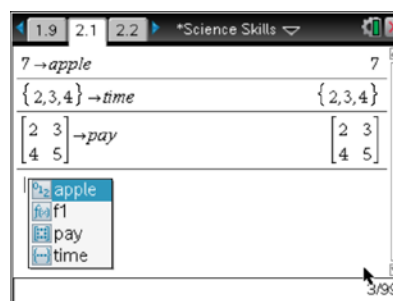 1.9 2.1 2.2 *Science Skills
7→apple 7
{2,3,4}→time {2,3,4}
[2 3
4 5]→pay [2 3
4 5]
apple
f1
pay
time
3/99